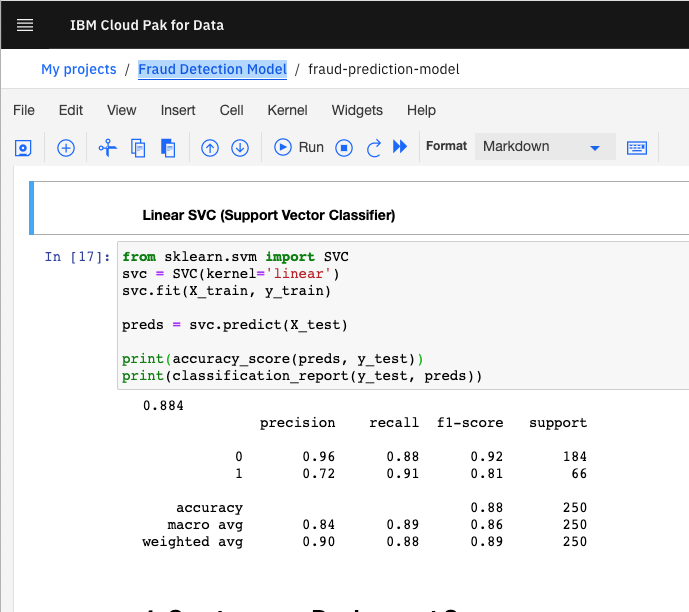 IBM Cloud Pak for Data
My projects / Fraud Detection Model / fraud-prediction-model
File Edit View Insert Cell Kernel Widgets Help
Run Format Markdown
Linear SVC (Support Vector Classifier)
In [17]: from sklearn.svm import SVC
svc = SVC(kernel='linear')
svc.fit(X_train, y_train)
preds = svc.predict(X_test)
print(accuracy_score(preds, y_test))
print(classification_report(y_test, preds))
0.884
precision recall f1-score support
0 0.96 0.88 0.92 184
1 0.72 0.91 0.81 66
accuracy 0.88 250
macro avg 0.84 0.89 0.86 250
weighted avg 0.90 0.88 0.89 250